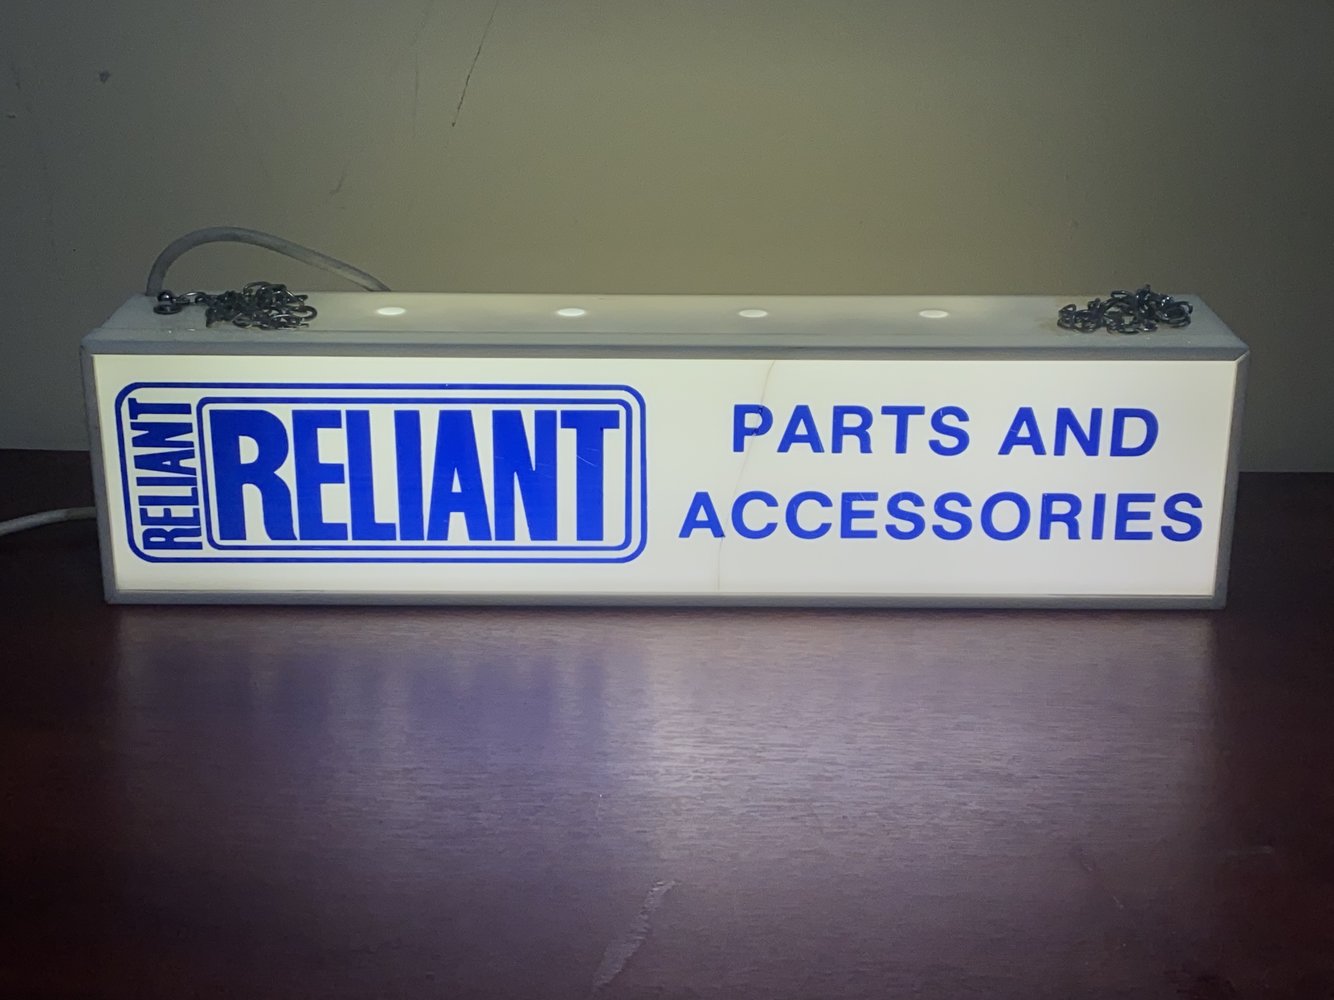 RELIANT
RELIANT
PARTS AND
ACCESSORIES